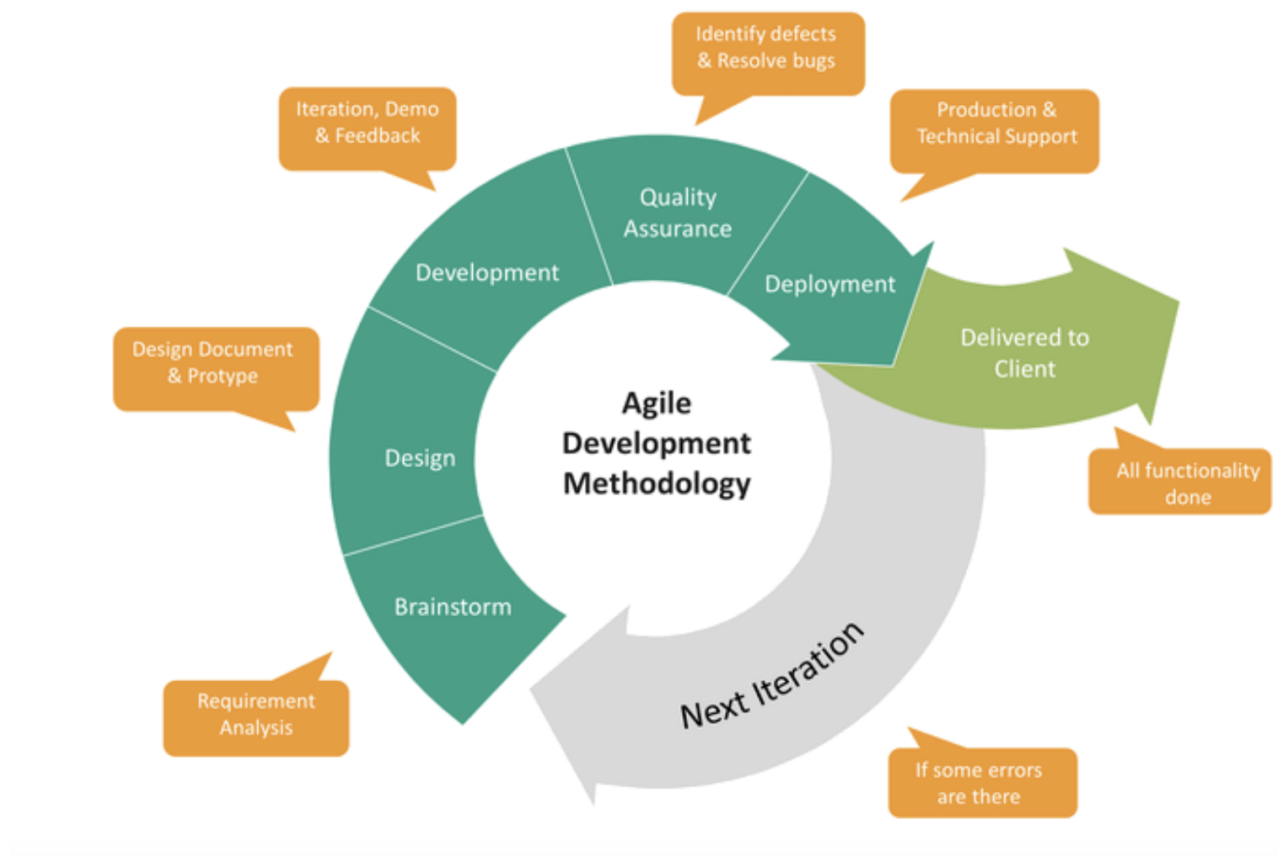 Identify defects
& Resolve bugs
Iteration, Demo
& Feedback
Production &
Technical Support
Quality
Assurance
Development
Deployment
Delivered to
Client
Design Document
& Protype
Agile
Development
Methodology
Design
All functionality
done
Brainstorm
Next Iteration
Requirement
Analysis
If some errors
are there